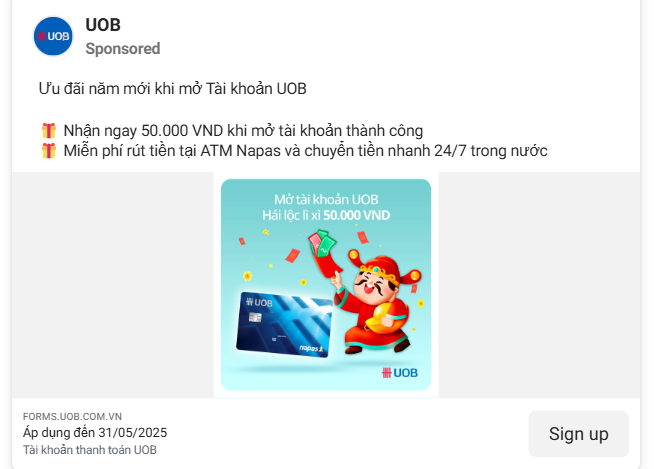 UOB
UOB
Sponsored
Ưu đãi năm mới khi mở Tài khoản UOB
Nhận ngay 50.000 VND khi mở tài khoản thành công
Miễn phí rút tiền tại ATM Napas và chuyển tiền nhanh 24/7 trong nước
Mở tài khoản UOB
Hái lộc lì xì 50.000 VND
UOB
napas
UOB
FORMS.UOB.COM.VN
Áp dụng đến 31/05/2025
Tài khoản thanh toán UOB
Sign up